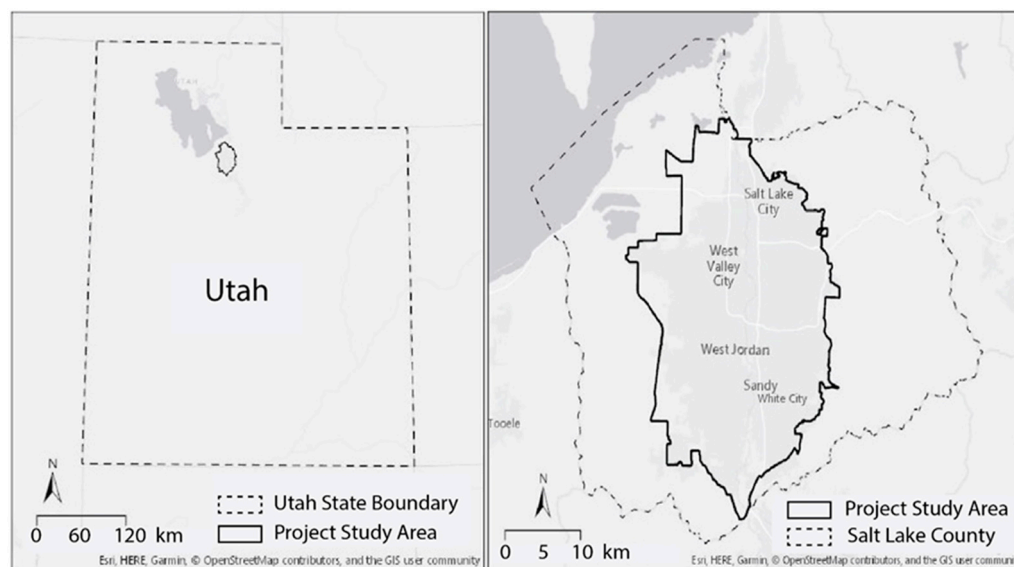 UTAH
Utah
N
0 60 120 km
Utah State Boundary
Project Study Area
Esri, HERE, Garmin, © OpenStreetMap contributors, and the GIS user community
Salt Lake
City
West
Valley
City
West Jordan
Sandy
White City
Tooele
N
0 5 10 km
Project Study Area
Salt Lake County
Esri, HERE, Garmin, © OpenStreetMap contributors, and the GIS user community